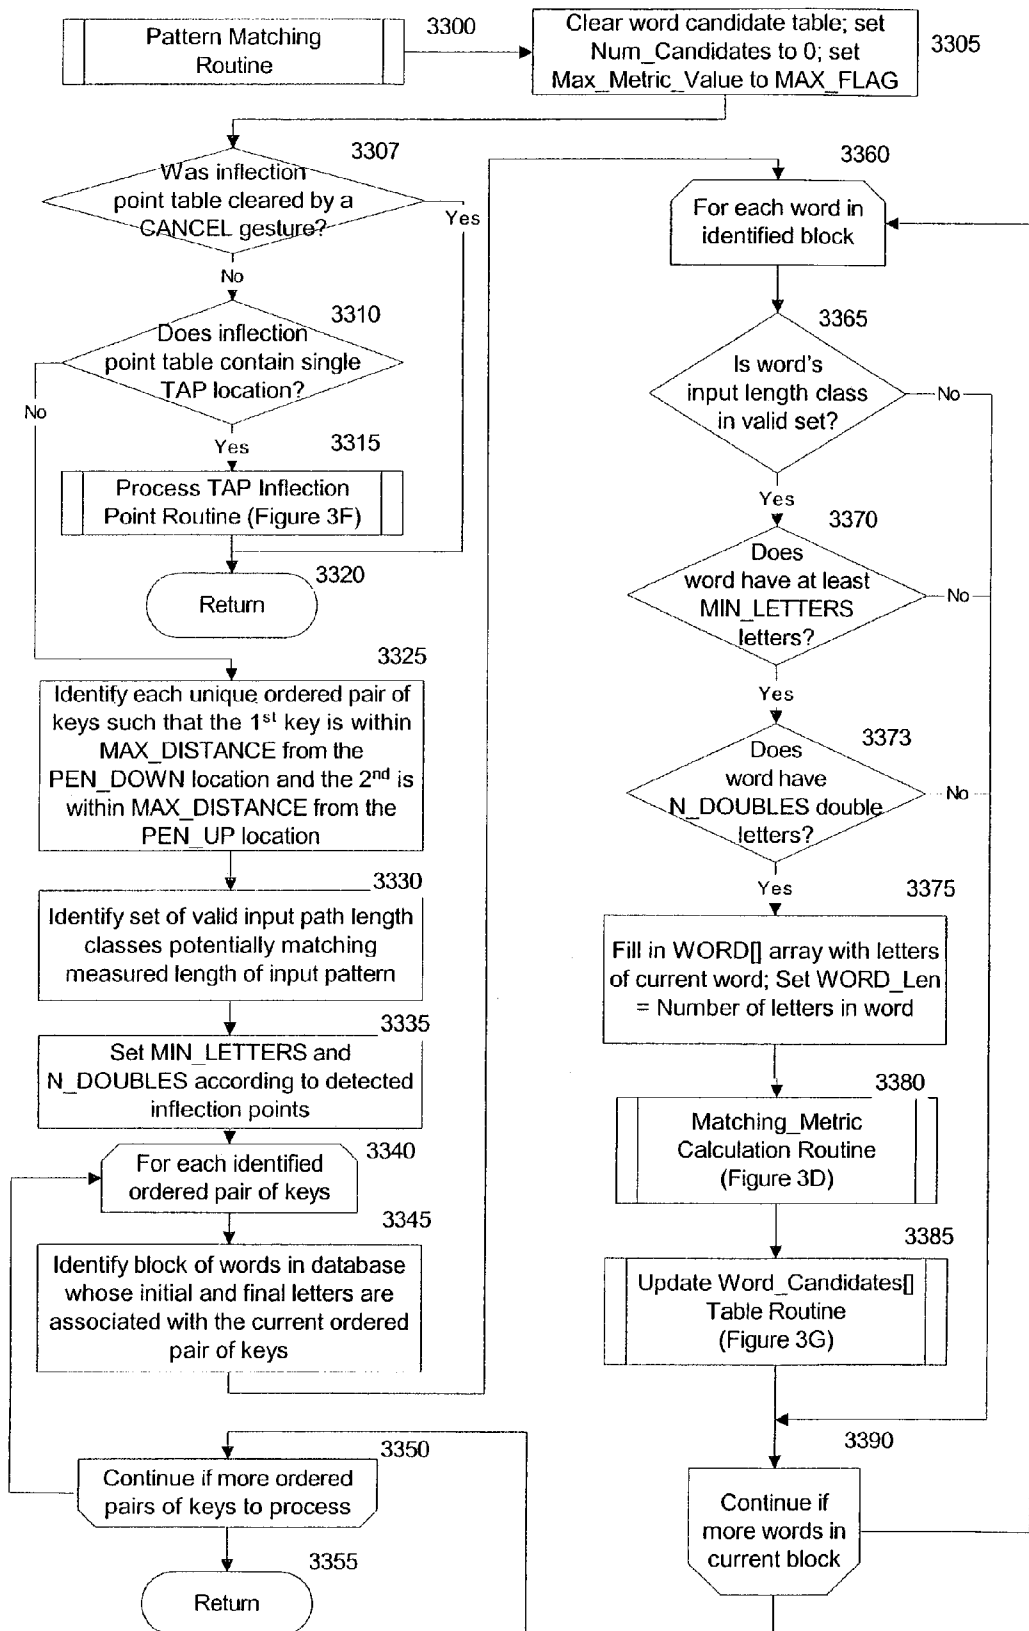 Pattern Matching
Routine
3300
Clear word candidate table; set
Num_Candidates to 0; set
Max_Metric_Value to MAX_FLAG
3305
3307
Was inflection
point table cleared by a
CANCEL gesture?
Yes
No
3310
Does inflection
point table contain single
TAP location?
No
Yes
3315
Process TAP Inflection
Point Routine (Figure 3F)
3320
Return
3325
Identify each unique ordered pair of
keys such that the 1st key is within
MAX_DISTANCE from the
PEN_DOWN location and the 2nd is
within MAX_DISTANCE from the
PEN_UP location
3330
Identify set of valid input path length
classes potentially matching
measured length of input pattern
3335
Set MIN_LETTERS and
N_DOUBLES according to detected
inflection points
3340
For each identified
ordered pair of keys
3345
Identify block of words in database
whose initial and final letters are
associated with the current ordered
pair of keys
3350
Continue if more ordered
pairs of keys to process
3355
Return
3360
For each word in
identified block
3365
Is word's
input length class
in valid set?
No
Yes
3370
Does
word have at least
MIN_LETTERS
letters?
No
Yes
3373
Does
word have
N_DOUBLES double
letters?
No
Yes
3375
Fill in WORD[] array with letters
of current word; Set WORD_Len
= Number of letters in word
3380
Matching_Metric
Calculation Routine
(Figure 3D)
3385
Update Word_Candidates[]
Table Routine
(Figure 3G)
3390
Continue if
more words in
current block